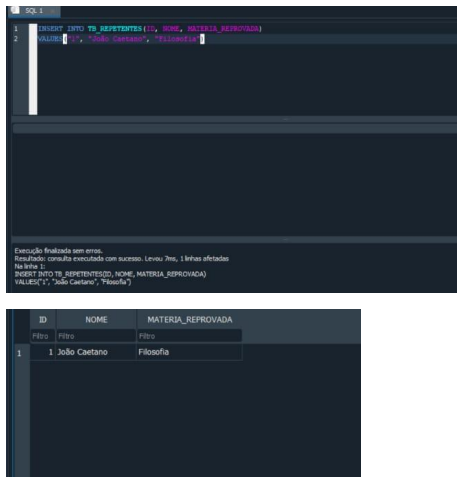 SQL 1
1 INSERT INTO TB_REPETENTES(ID, NOME, MATERIA_REPROVADA)
2 VALUES("1", "João Caetano", "Filosofia")
Execução finalizada sem erros.
Resultado: consulta executada com sucesso. Levou 7ms, 1 linhas afetadas
Na linha 1:
INSERT INTO TB_REPETENTES(ID, NOME, MATERIA_REPROVADA)
VALUES("1", "João Caetano", "Filosofia")
ID NOME MATERIA_REPROVADA
Filtro Filtro Filtro
1 1 João Caetano Filosofia